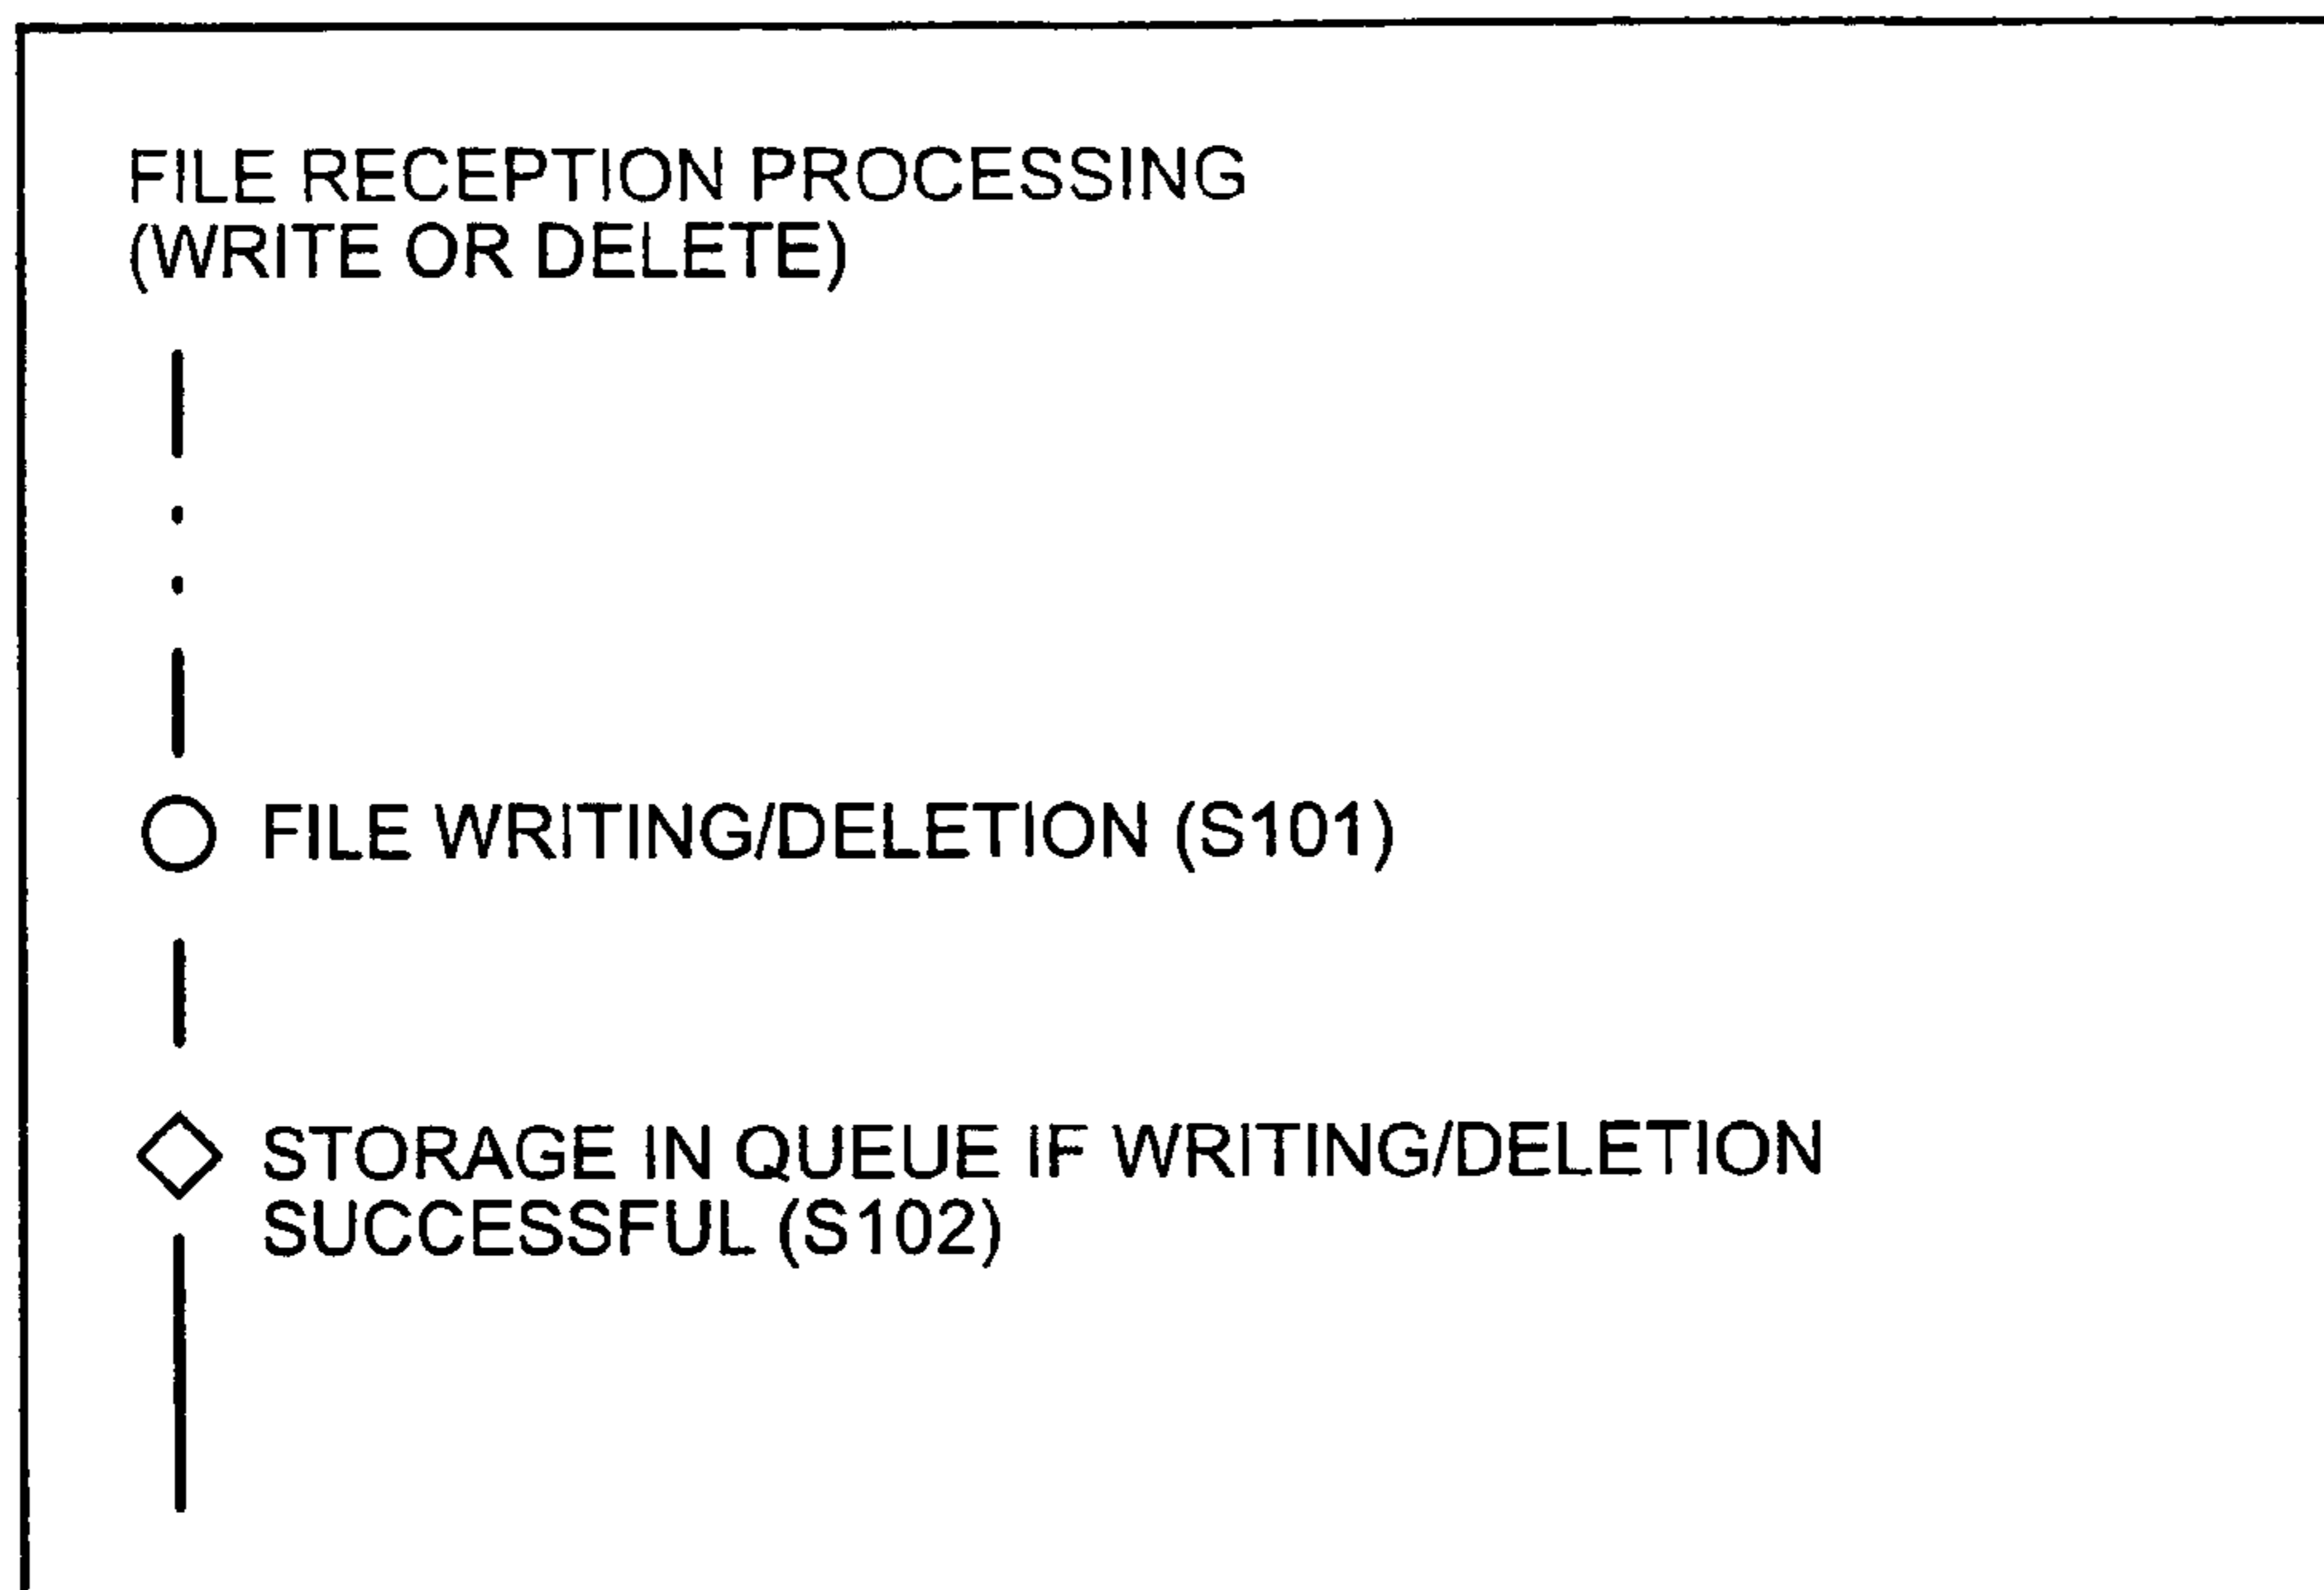 FILE RECEPTION PROCESSING
(WRITE OR DELETE)
FILE WRITING/DELETION (S101)
STORAGE IN QUEUE IF WRITING/DELETION
SUCCESSFUL (S102)